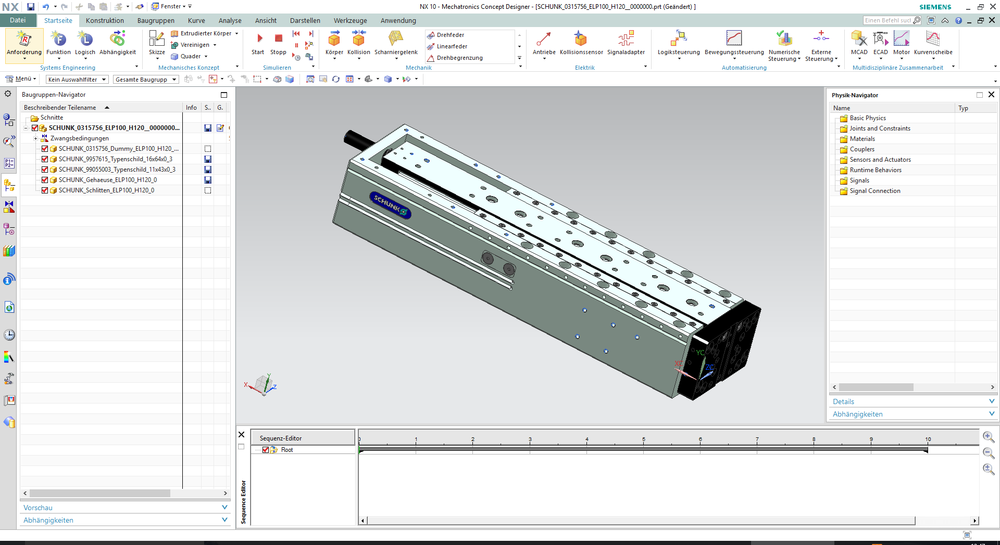 NX Fenster NX 10 - Mechatronics Concept Designer - [SCHUNK_0315756_ELP100_H120__0000000.prt (Geändert) ] SIEMENS
Datei Startseite Konstruktion Baugruppen Kurve Analyse Ansicht Darstellen Werkzeuge Anwendung Einen Befehl sucl
Anforderung Funktion Logisch Abhängigkeit
Systems Engineering
Skizze Extrudierter Körper
Vereinigen
Quader
Mechanisches Konzept
Start Stopp
Simulieren
Körper Kollision Scharniergelenk
Drehfeder
Linearfeder
Drehbegrenzung
Mechanik
Antriebe Kollisionssensor Signaladapter
Elektrik
Logiksteuerung Bewegungssteuerung Numerische Steuerung Externe Steuerung
Automatisierung
MCAD ECAD Motor Kurvenscheibe
Multidisziplinäre Zusammenarbeit
Menü Kein Auswahlfilter Gesamte Baugrupp
Baugruppen-Navigator
Beschreibender Teilename Info S.. G.
Schnitte
SCHUNK_0315756_ELP100_H120__0000000...
Zwangsbedingungen
SCHUNK_0315756_Dummy_ELP100_H120_...
SCHUNK_9957615_Typenschild_16x64x0_3
SCHUNK_99055003_Typenschild_11x43x0_3
SCHUNK_Gehaeuse_ELP100_H120_0
SCHUNK_Schlitten_ELP100_H120_0
Vorschau
Abhängigkeiten
P1=
P2=
SCHUNK
XC
YC
ZC
X
Y
Z
Physik-Navigator
Name Typ
Basic Physics
Joints and Constraints
Materials
Couplers
Sensors and Actuators
Runtime Behaviors
Signals
Signal Connection
Details
Abhängigkeiten
Sequence Editor
Sequenz-Editor
Root
0 1 2 3 4 5 6 7 8 9 10